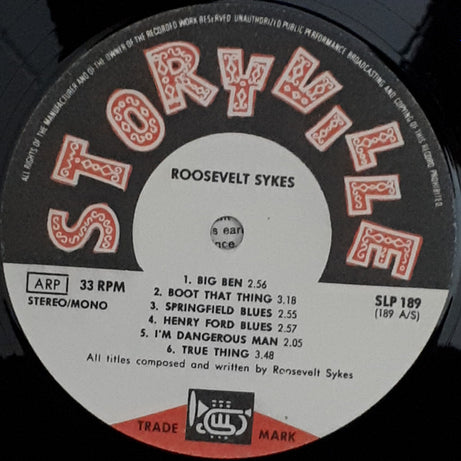 ALL RIGHTS OF THE MANUFACTURER AND OF THE OWNER OF THE RECORDED WORK RESERVED UNAUTHORIZED PUBLIC PERFORMANCE BROADCASTING AND COPYING OF THIS RECORD PROHIBITED
STORYVILLE
ROOSEVELT SYKES
s ear
nce
ARP 33 RPM
STEREO/MONO
SLP 189
(189 A/S)
1. BIG BEN 2.56
2. BOOT THAT THING 3.18
3. SPRINGFIELD BLUES 2.55
4. HENRY FORD BLUES 2.57
5. I'M DANGEROUS MAN 2.05
6. TRUE THING 3.48
All titles composed and written by Roosevelt Sykes
TRADE MARK